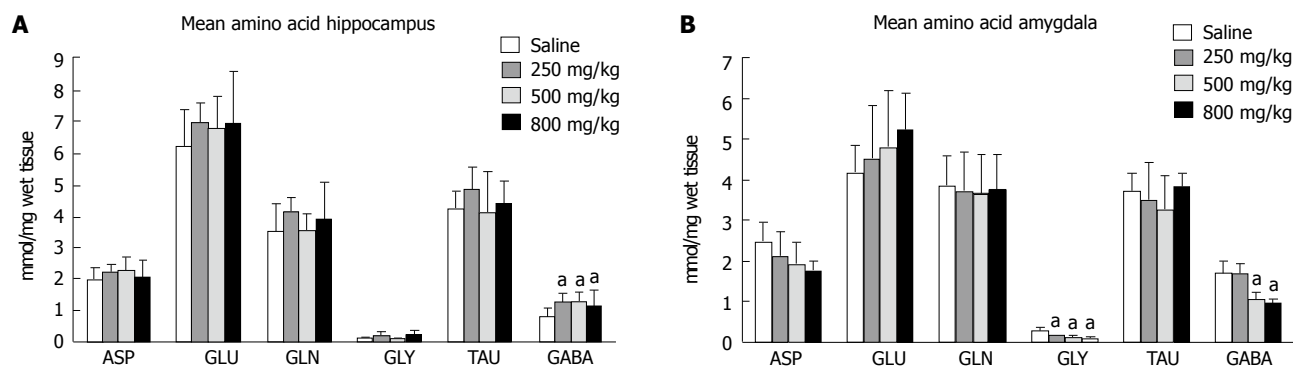 A
Mean amino acid hippocampus
Saline
250 mg/kg
500 mg/kg
800 mg/kg
mmol/mg wet tissue
9
8
7
6
5
4
3
2
1
0
a a a
ASP GLU GLN GLY TAU GABA
B
Mean amino acid amygdala
Saline
250 mg/kg
500 mg/kg
800 mg/kg
mmol/mg wet tissue
7
6
5
4
3
2
1
0
a a a
a a
ASP GLU GLN GLY TAU GABA